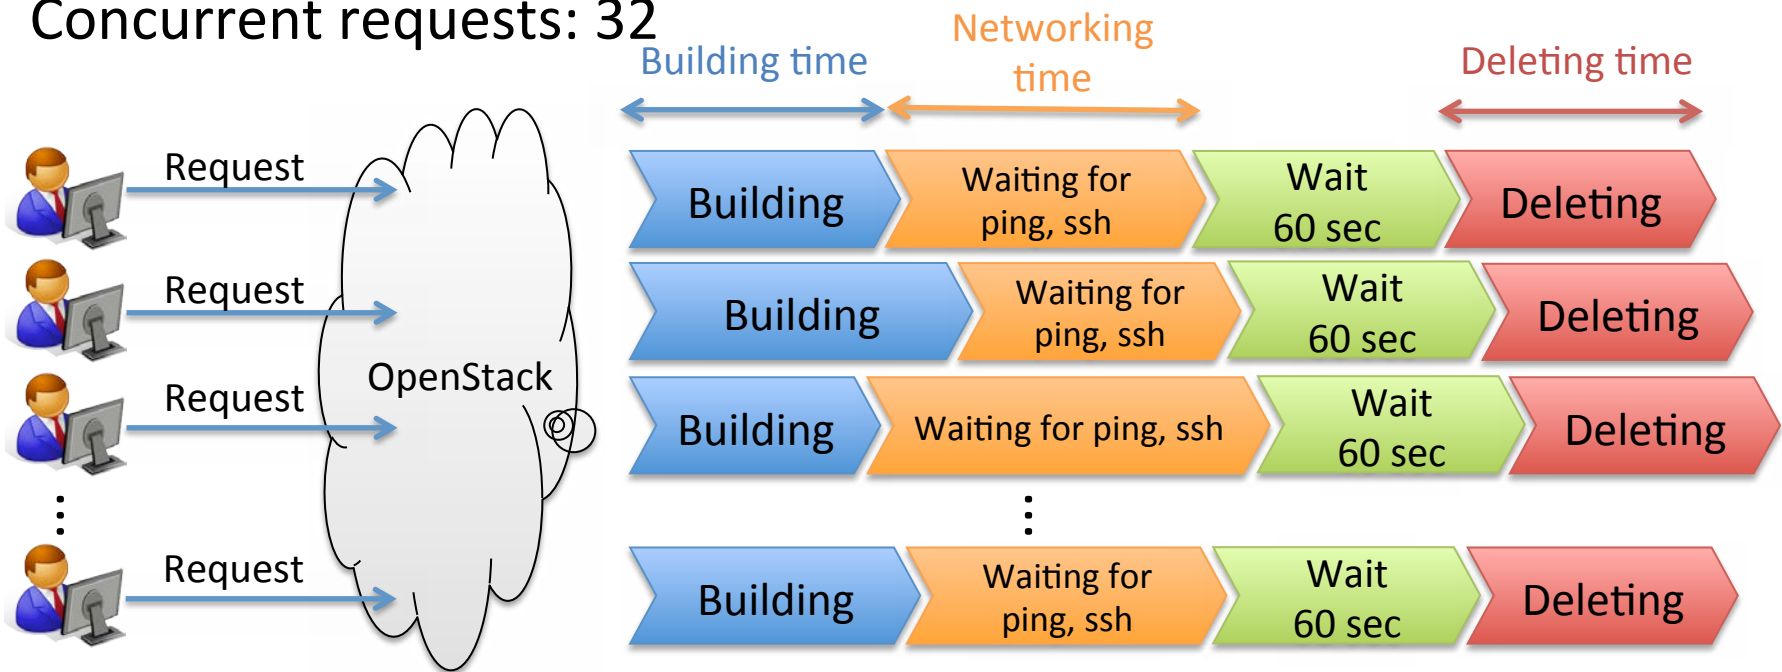 Concurrent requests: 32
Building time
Networking
time
Deleting time
Request
Building
Waiting for
ping, ssh
Wait
60 sec
Deleting
Request
Building
Waiting for
ping, ssh
Wait
60 sec
Deleting
OpenStack
Request
Building
Waiting for ping, ssh
Wait
60 sec
Deleting
⋮
⋮
Request
Building
Waiting for
ping, ssh
Wait
60 sec
Deleting